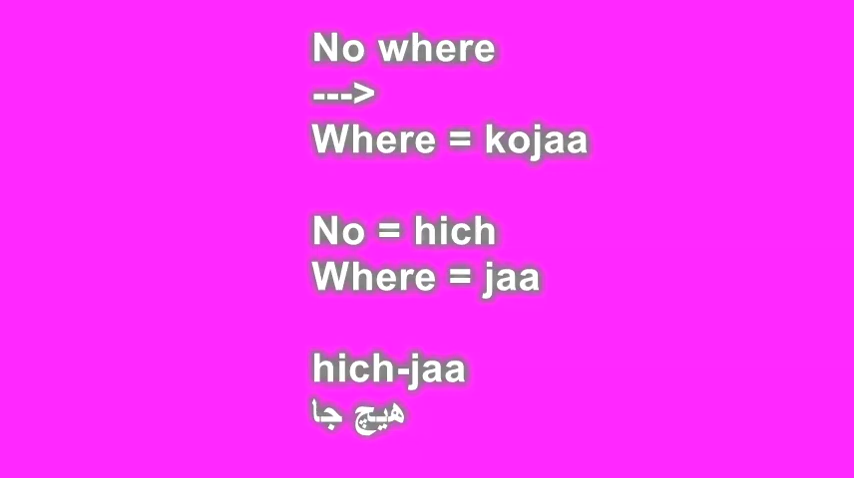 No where
--->
Where = kojaa
No = hich
Where = jaa
hich-jaa
هیچ جا